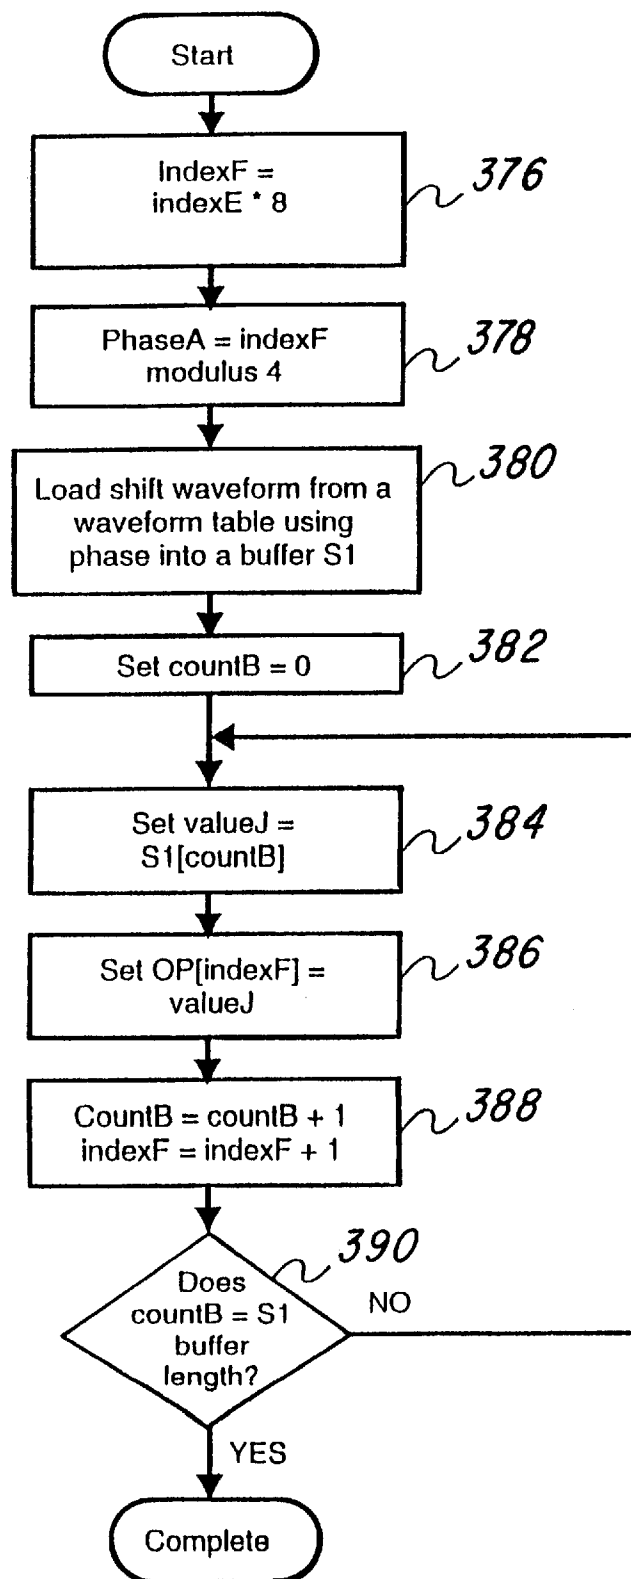 Start
IndexF =
indexE * 8
376
PhaseA = indexF
modulus 4
378
Load shift waveform from a
waveform table using
phase into a buffer S1
380
Set countB = 0
382
Set valueJ =
S1[countB]
384
Set OP[indexF] =
valueJ
386
CountB = countB + 1
indexF = indexF + 1
388
390
Does
countB = S1
buffer
length?
NO
YES
Complete